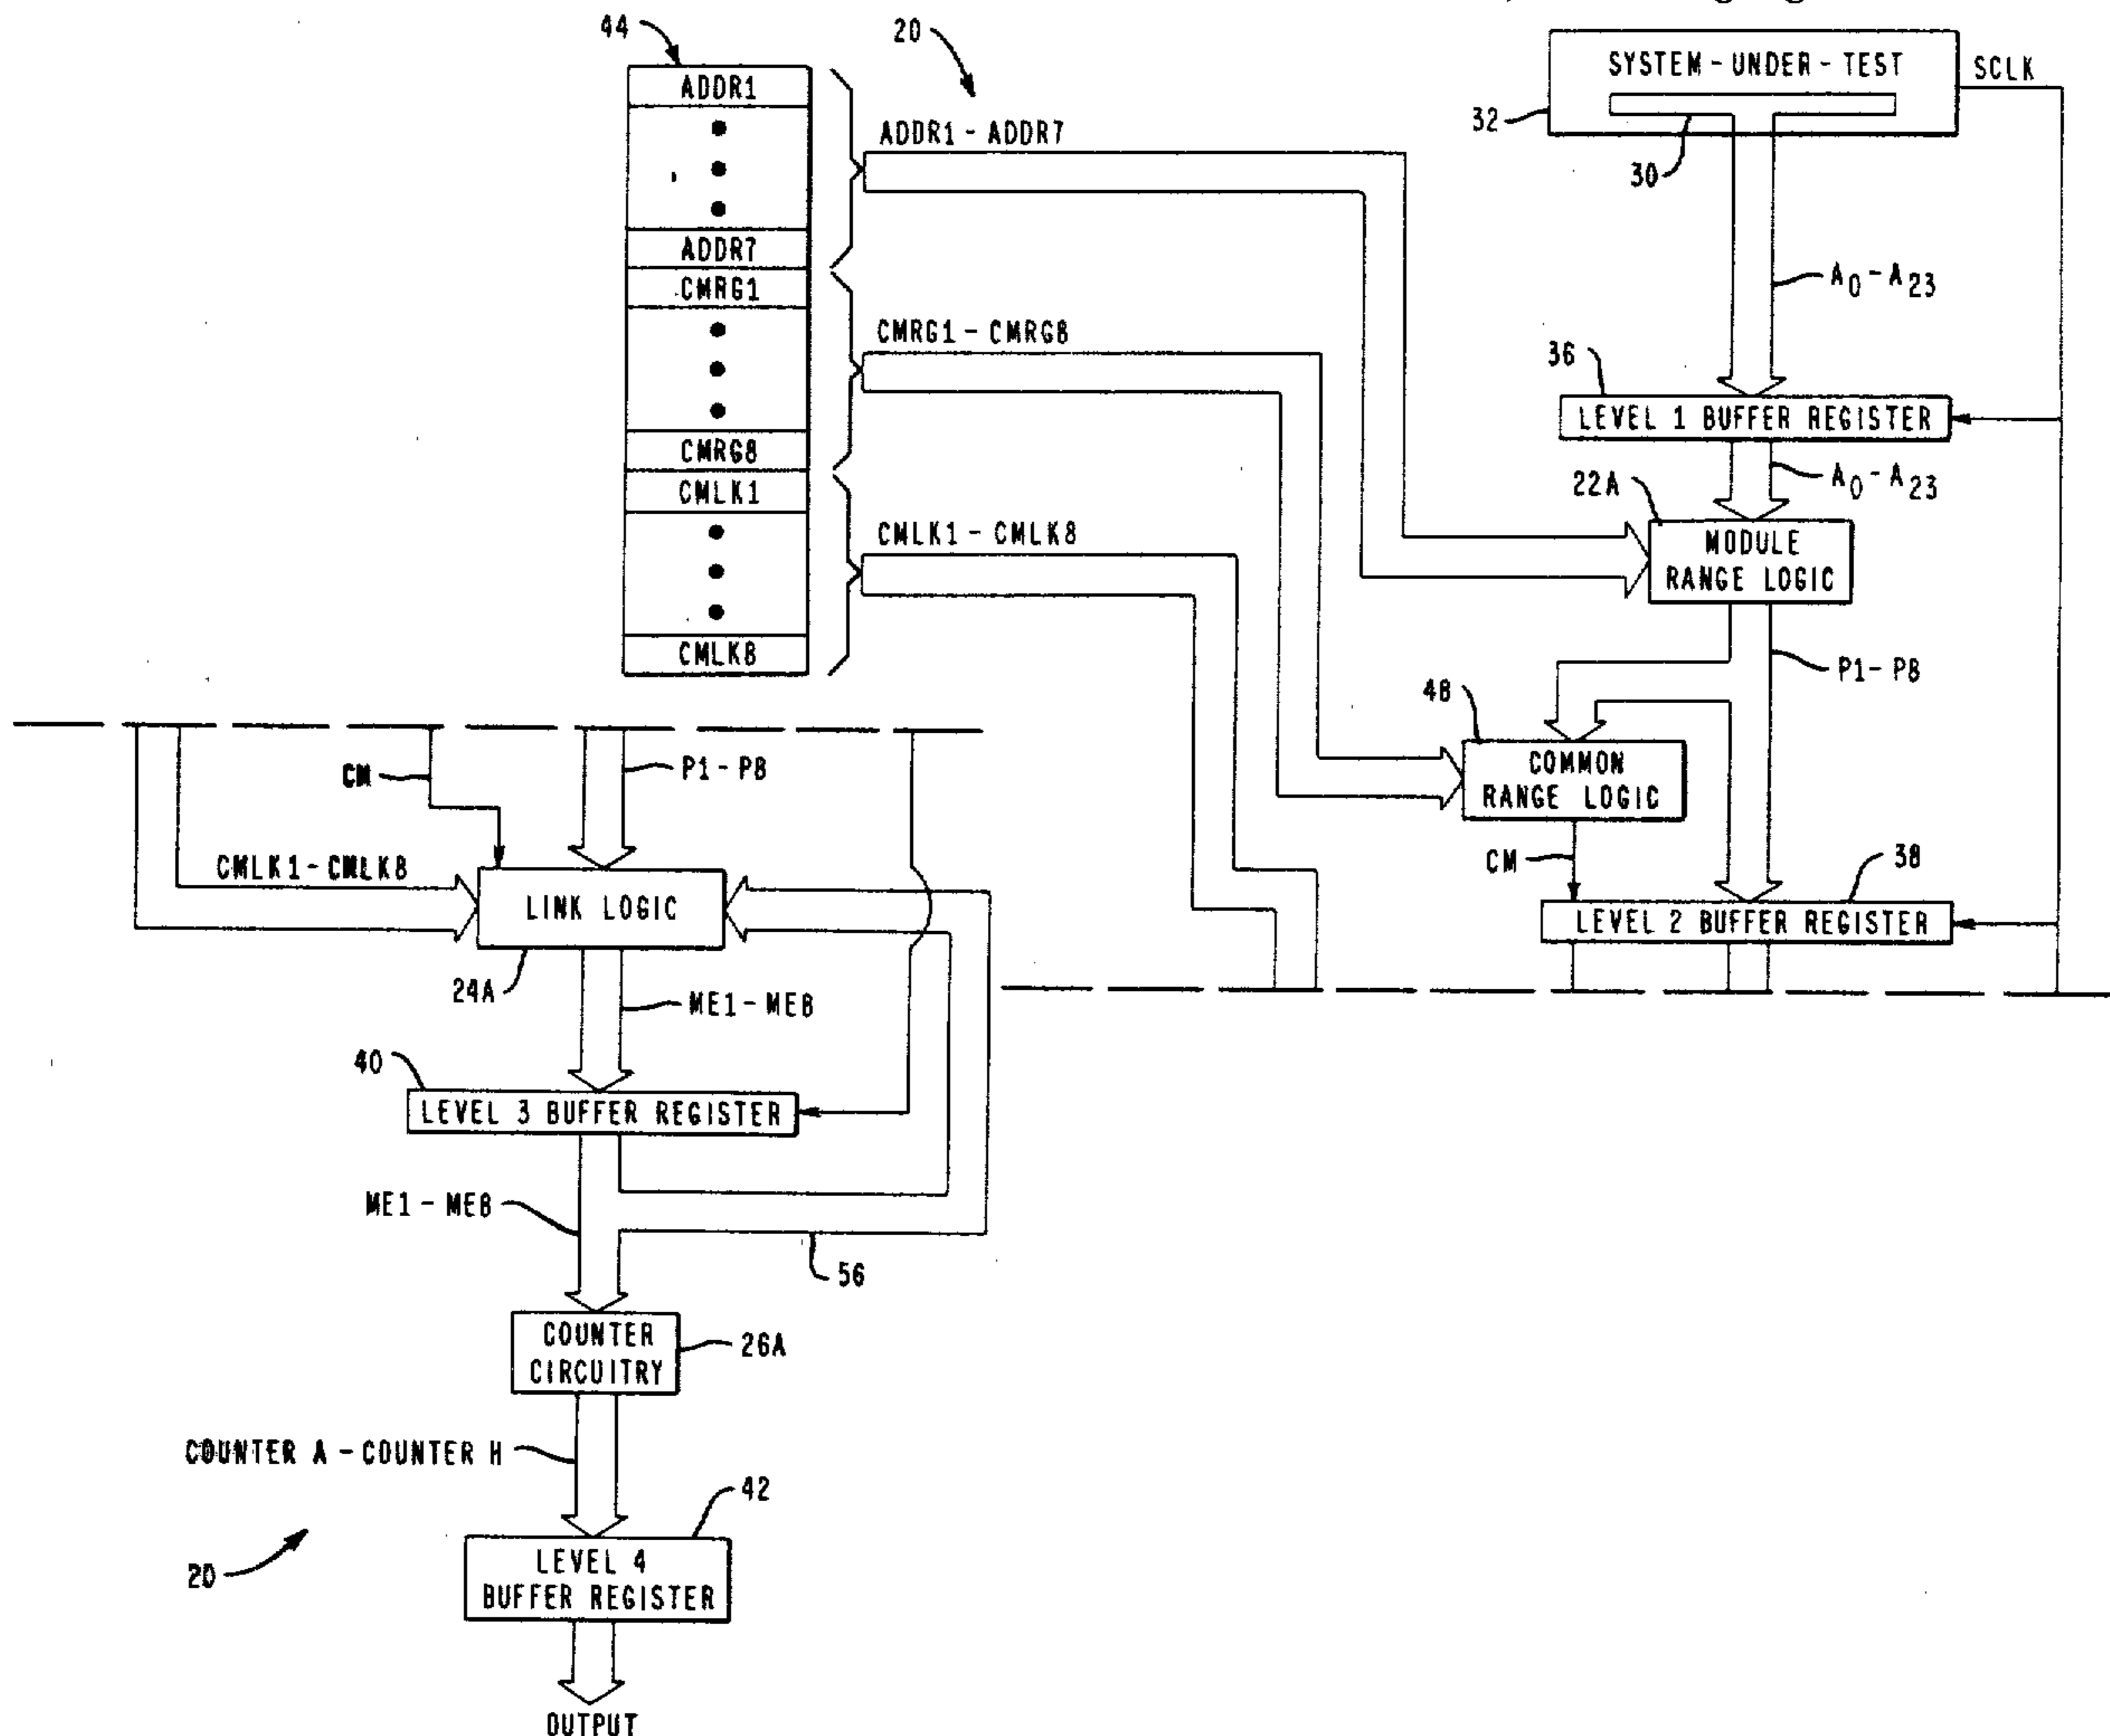 44
20
SYSTEM-UNDER-TEST
SCLK
32
30
ADDR1
ADDR7
CMRG1
CMRG8
CMLK1
CMLK8
ADDR1-ADDR7
CMRG1-CMRG8
CMLK1-CMLK8
A0-A23
36
LEVEL 1 BUFFER REGISTER
A0-A23
22A
MODULE
RANGE LOGIC
P1-P8
48
COMMON
RANGE LOGIC
CM
38
LEVEL 2 BUFFER REGISTER
CM
P1-P8
CMLK1-CMLK8
LINK LOGIC
24A
ME1-ME8
40
LEVEL 3 BUFFER REGISTER
ME1-ME8
56
COUNTER
CIRCUITRY
26A
COUNTER A-COUNTER H
42
LEVEL 4
BUFFER REGISTER
20
OUTPUT